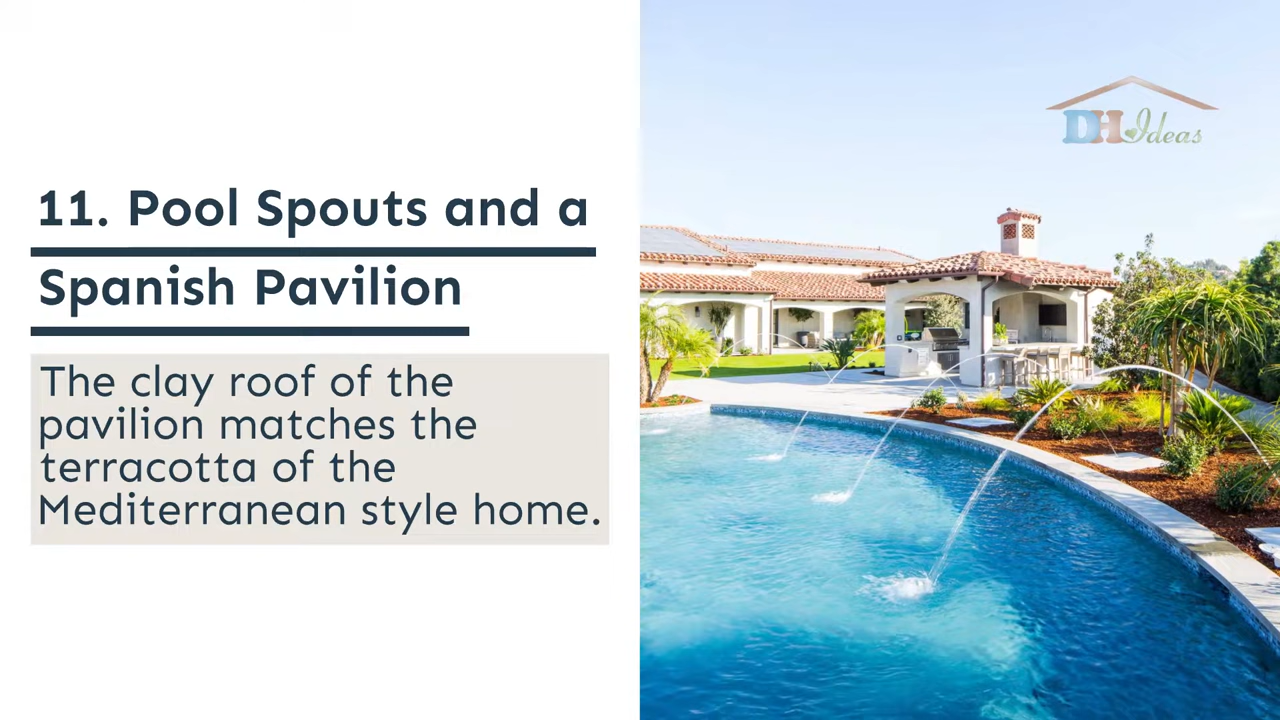 11. Pool Spouts and a
Spanish Pavilion
The clay roof of the
pavilion matches the
terracotta of the
Mediterranean style home.
DH Ideas